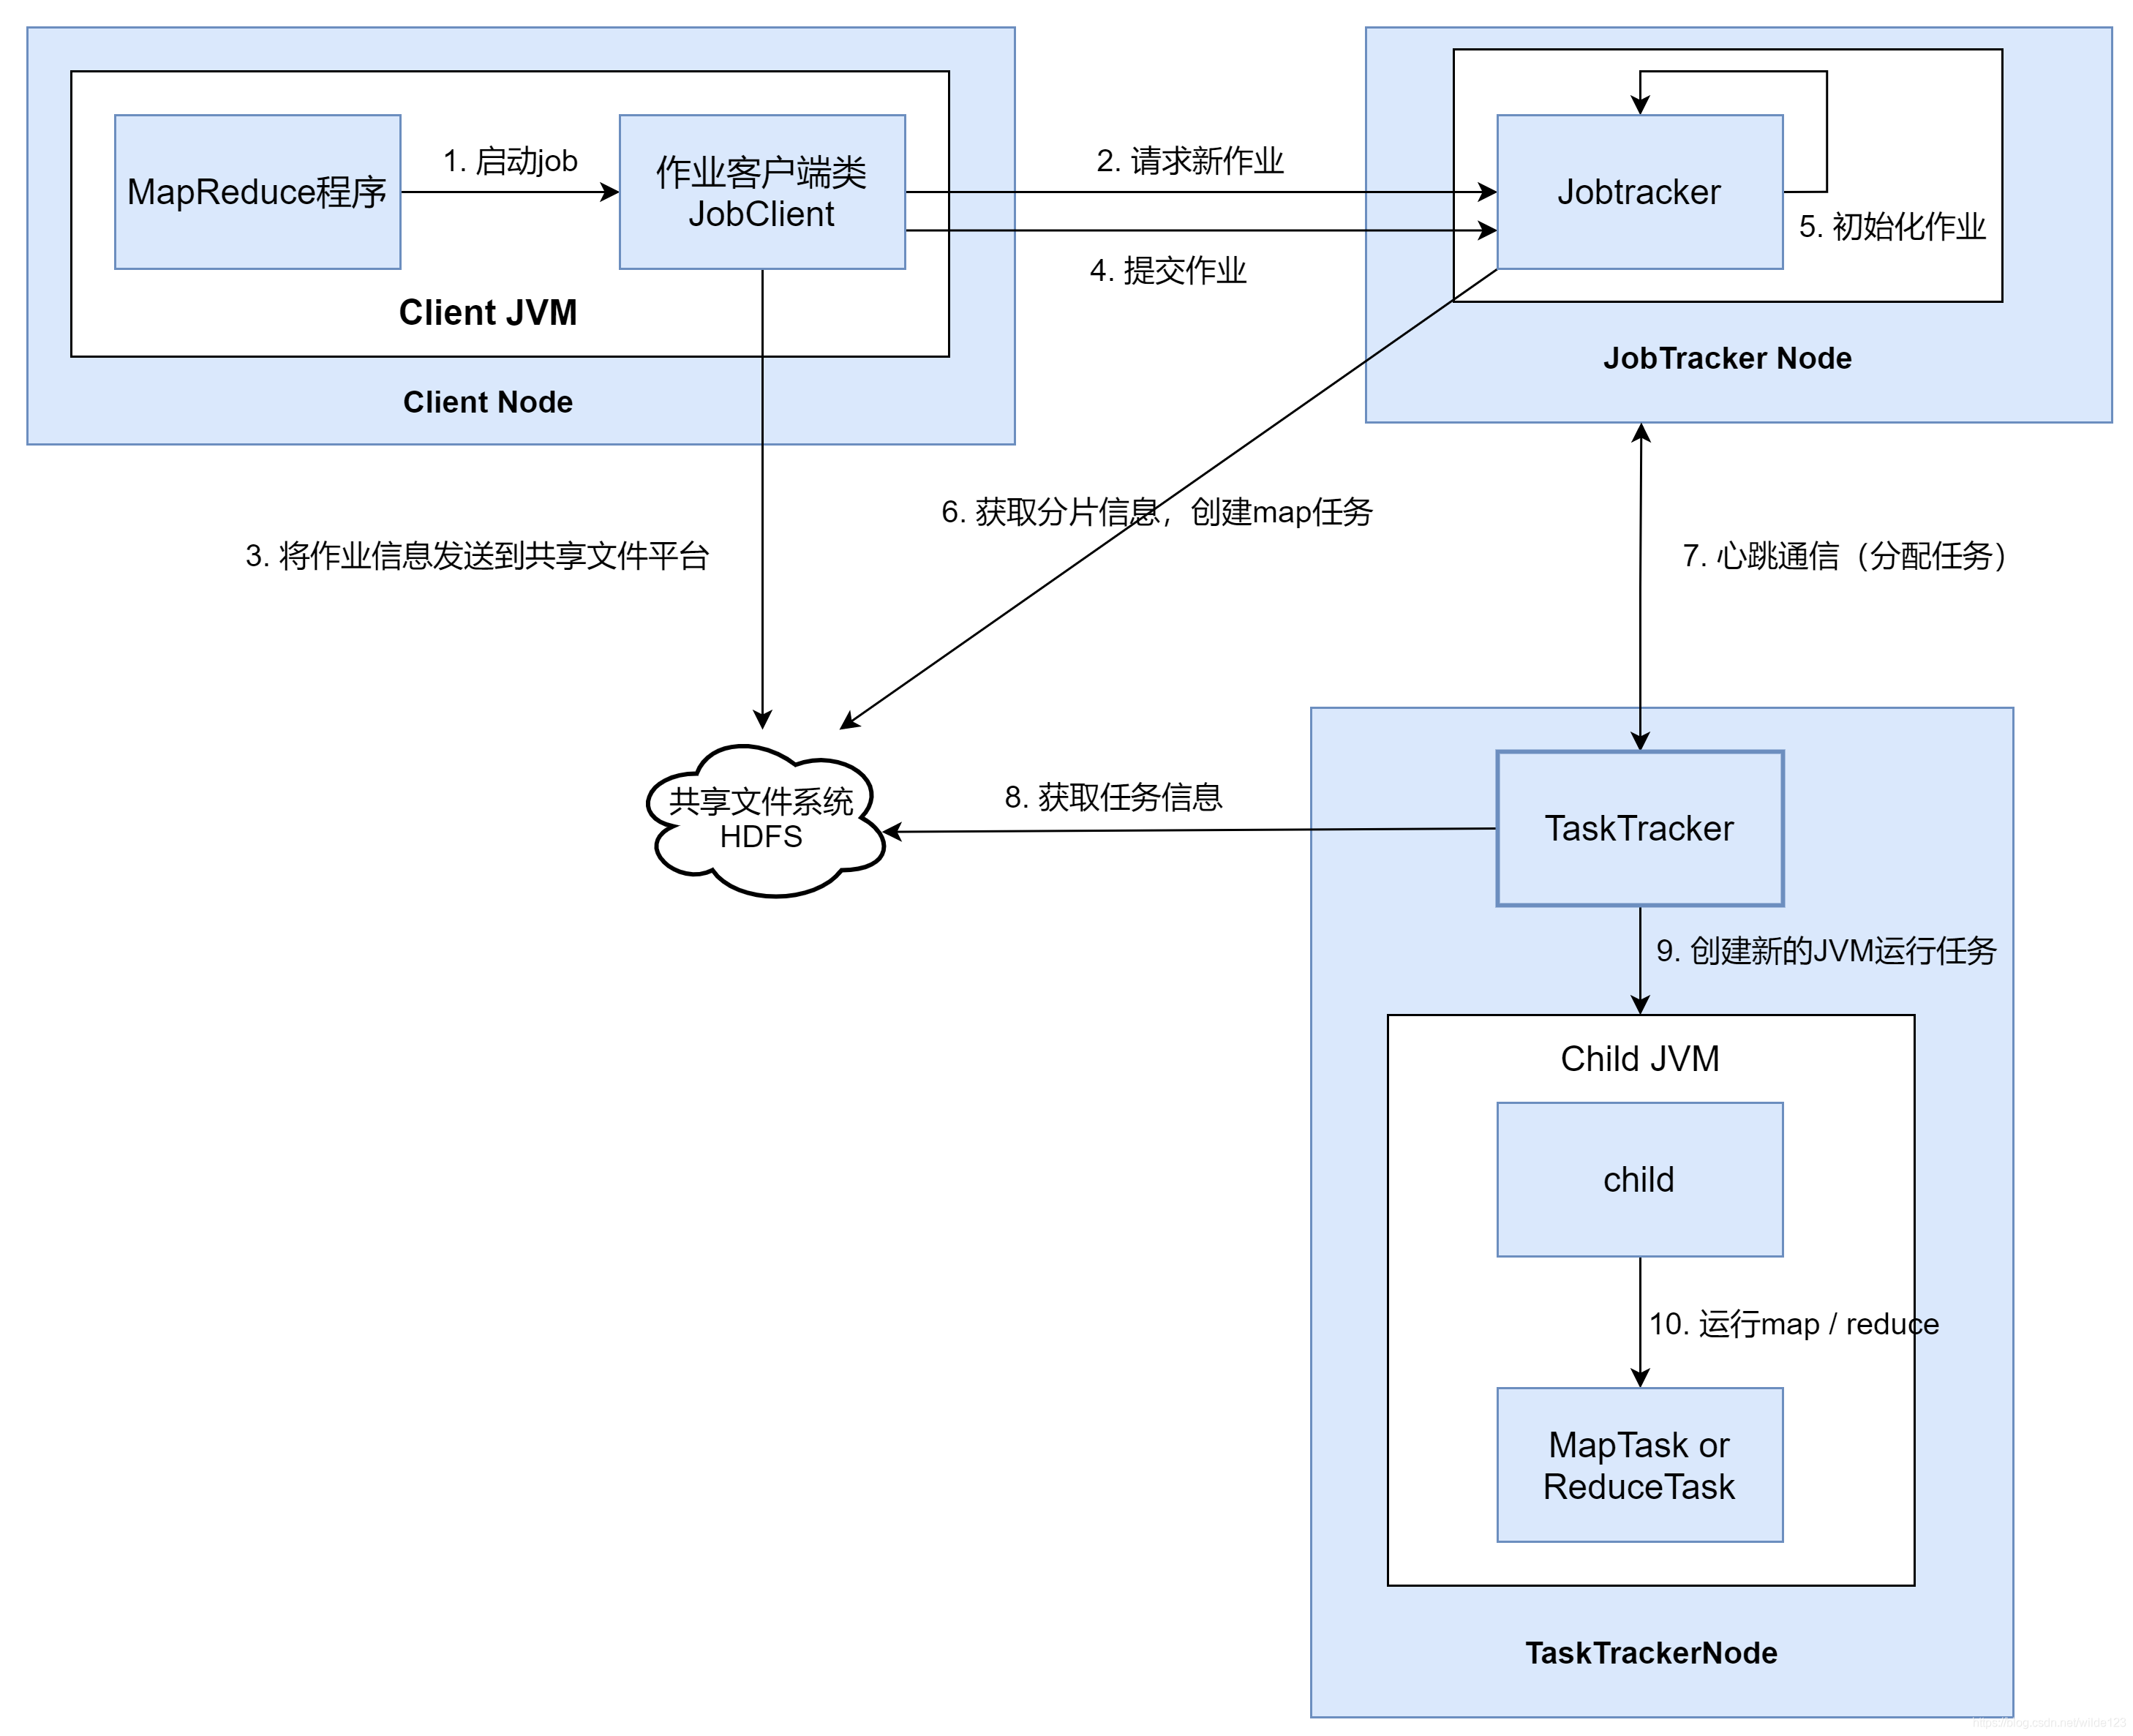 MapReduce程序
1. 启动job
作业客户端类
JobClient
Client JVM
Client Node
2. 请求新作业
4. 提交作业
Jobtracker
5. 初始化作业
JobTracker Node
3. 将作业信息发送到共享文件平台
6. 获取分片信息，创建map任务
7. 心跳通信（分配任务）
共享文件系统
HDFS
8. 获取任务信息
TaskTracker
9. 创建新的JVM运行任务
Child JVM
child
10. 运行map / reduce
MapTask or
ReduceTask
TaskTrackerNode
https://blog.csdn.net/wilde123